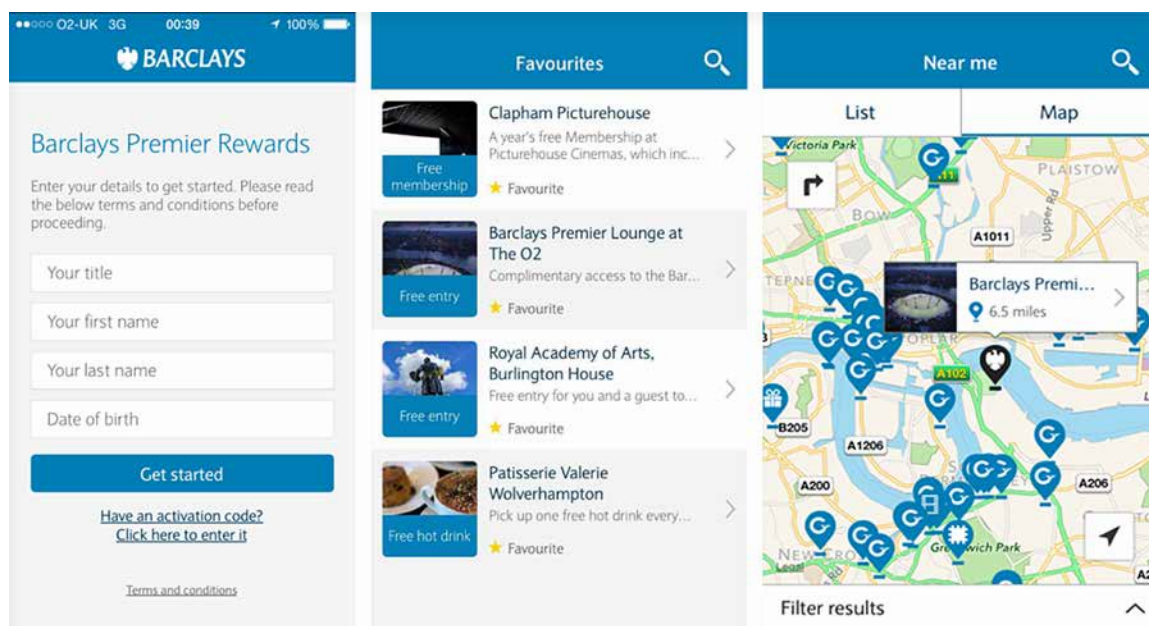 O2-UK 3G 00:39 100%
BARCLAYS
Barclays Premier Rewards
Enter your details to get started. Please read
the below terms and conditions before
proceeding.
Your title
Your first name
Your last name
Date of birth
Get started
Have an activation code?
Click here to enter it
Terms and conditions
Favourites
Clapham Picturehouse
A year's free Membership at
Picturehouse Cinemas, which inc...
Free
membership
Favourite
Barclays Premier Lounge at
The O2
Complimentary access to the Bar...
Free entry
Favourite
Royal Academy of Arts,
Burlington House
Free entry for you and a guest to...
Free entry
Favourite
Patisserie Valerie
Wolverhampton
Pick up one free hot drink every...
Free hot drink
Favourite
Near me
List
Map
Victoria Park
PLAISTOW
BOW
Upper Rd
A1011
Barclays Premi...
6.5 miles
A102
B205
A1206
A200
A206
Legal
Filter results